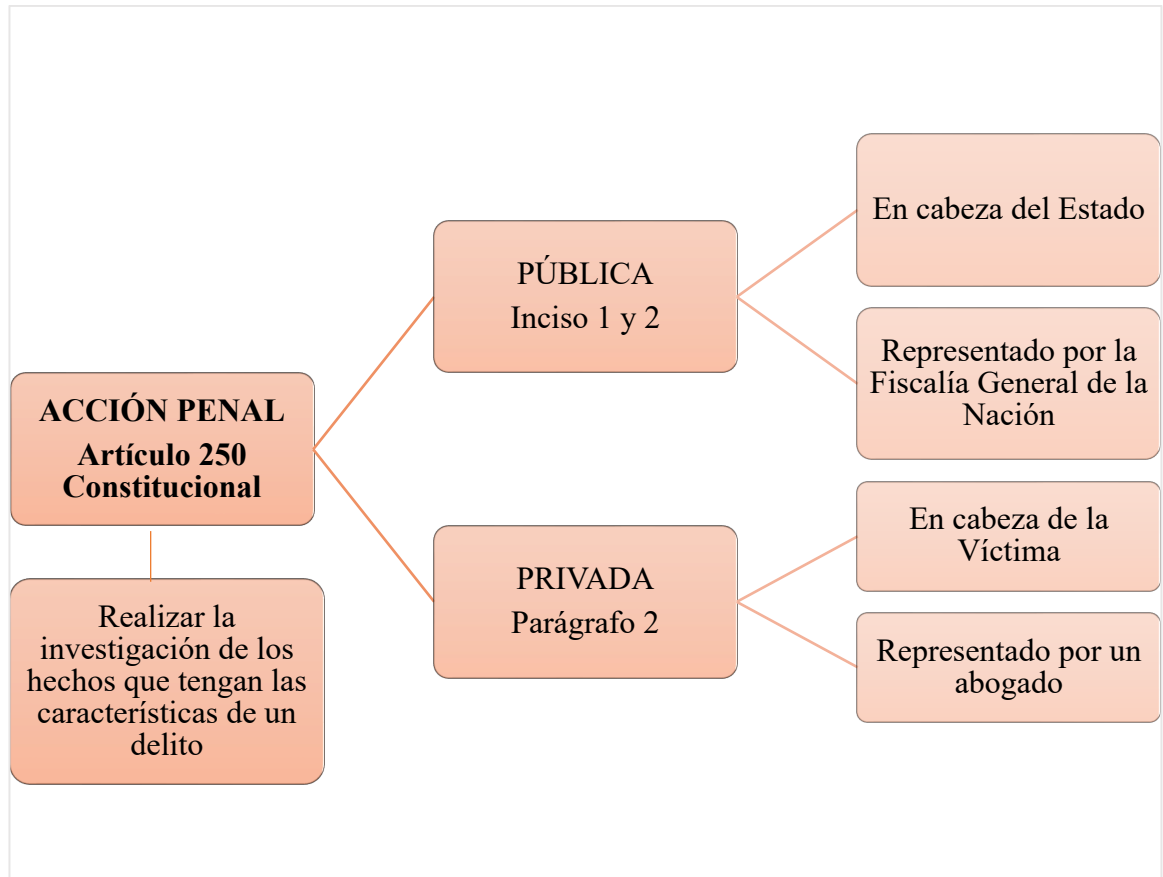 ACCIÓN PENAL
Artículo 250
Constitucional
Realizar la
investigación de los
hechos que tengan las
características de un
delito
PÚBLICA
Inciso 1 y 2
En cabeza del Estado
Representado por la
Fiscalía General de la
Nación
PRIVADA
Parágrafo 2
En cabeza de la
Víctima
Representado por un
abogado